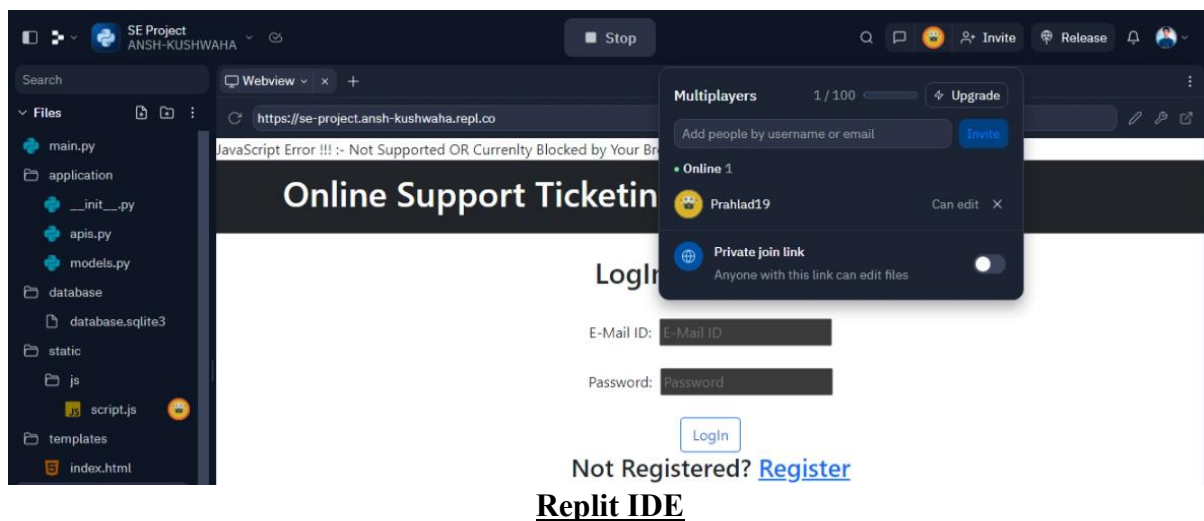 SE Project
ANSH-KUSHWAHA
Stop
Invite
Release
Search
Files
main.py
application
__init__.py
apis.py
models.py
database
database.sqlite3
static
js
JS script.js
templates
5 index.html
Webview
https://se-project.ansh-kushwaha.repl.co
JavaScript Error !!! :- Not Supported OR Currenlty Blocked by Your Br
Online Support Ticketin
LogIn
E-Mail ID: E-Mail ID
Password: Password
LogIn
Not Registered? Register
Multiplayers 1 / 100 Upgrade
Add people by username or email Invite
• Online 1
Prahlad19 Can edit ×
Private join link
Anyone with this link can edit files
Replit IDE